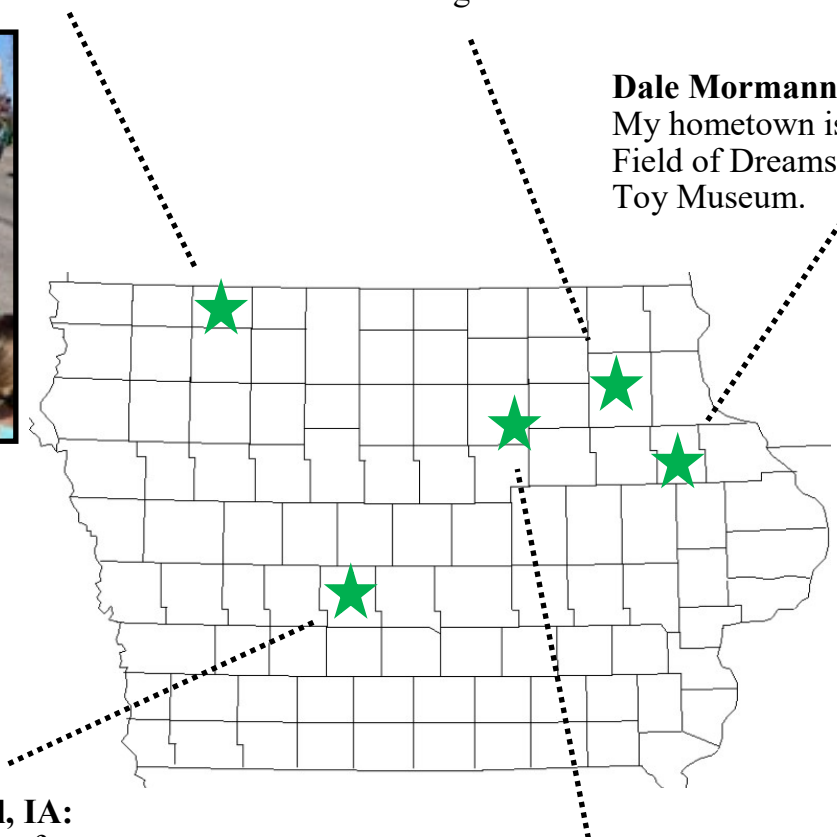 g
Dale Mormann
My hometown is
Field of Dreams
Toy Museum.
, IA: